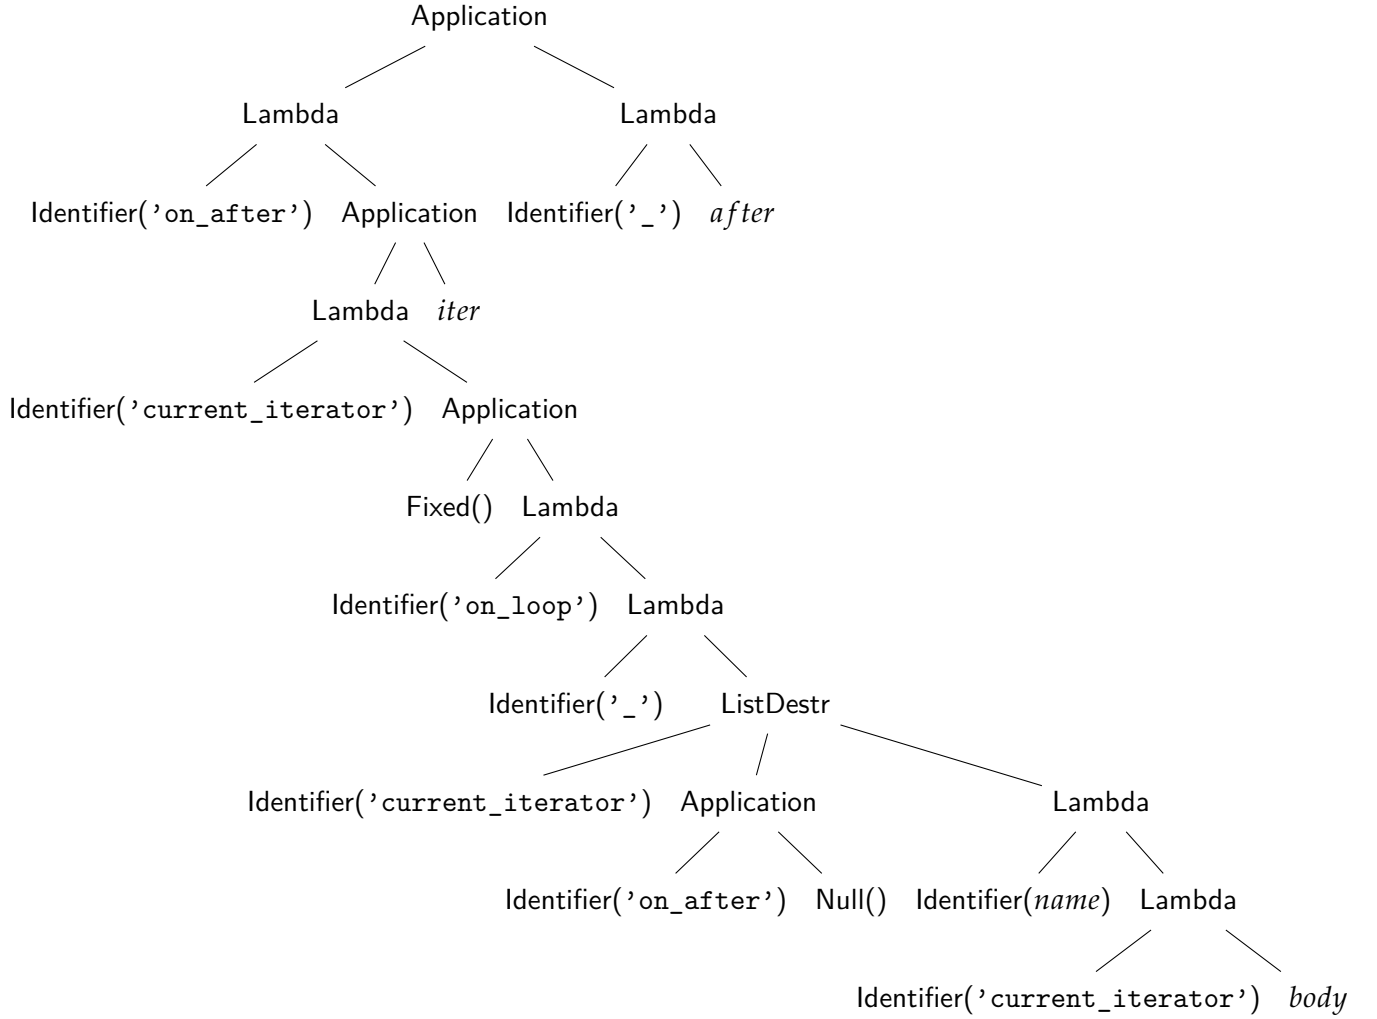 Application
Lambda Lambda
Identifier('on_after') Application Identifier('_') after
Lambda iter
Identifier('current_iterator') Application
Fixed() Lambda
Identifier('on_loop') Lambda
Identifier('_') ListDestr
Identifier('current_iterator') Application Lambda
Identifier('on_after') Null() Identifier(name) Lambda
Identifier('current_iterator') body